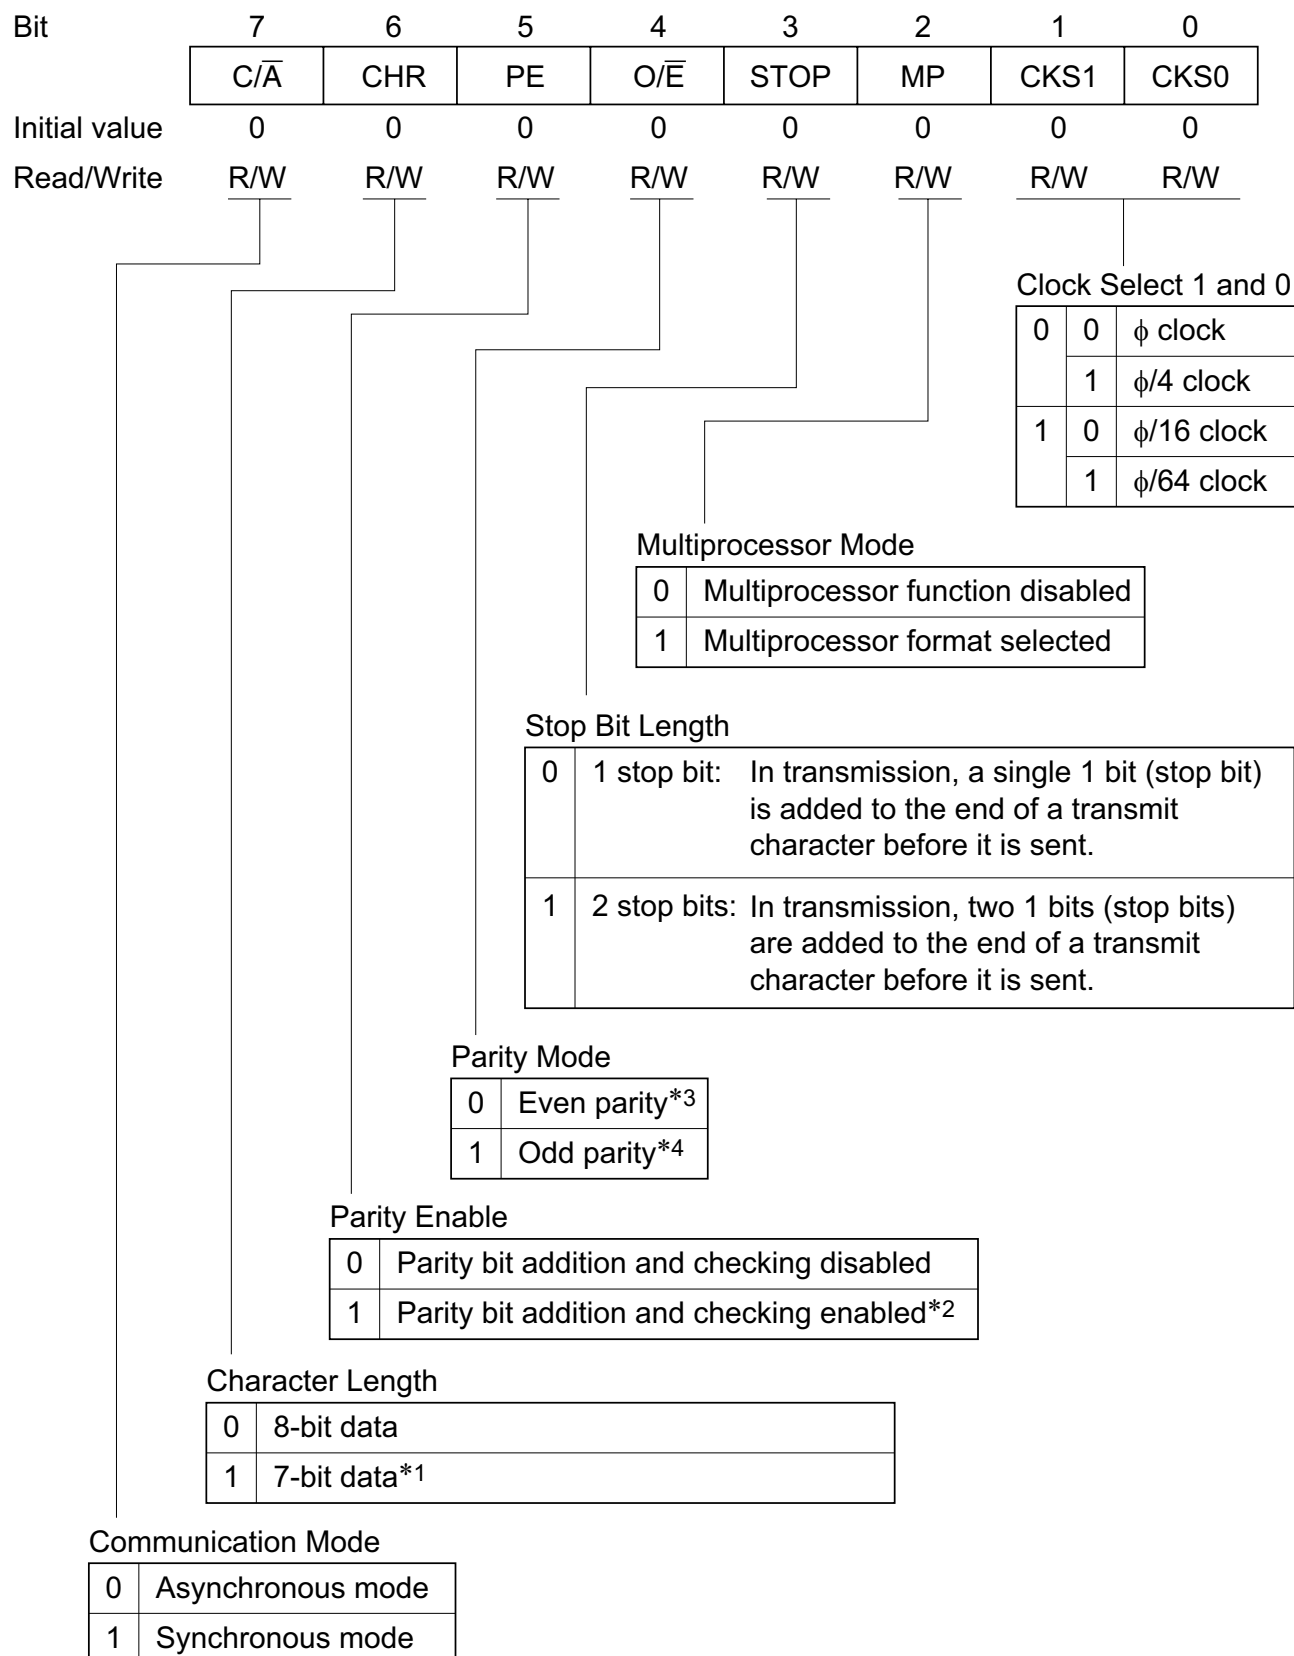 Bit 7 6 5 4 3 2 1 0
C/A̅ CHR PE O/E̅ STOP MP CKS1 CKS0
Initial value 0 0 0 0 0 0 0 0
Read/Write R/W R/W R/W R/W R/W R/W R/W R/W
Clock Select 1 and 0
0 0 ϕ clock
1 ϕ/4 clock
1 0 ϕ/16 clock
1 ϕ/64 clock
Multiprocessor Mode
0 Multiprocessor function disabled
1 Multiprocessor format selected
Stop Bit Length
0 1 stop bit: In transmission, a single 1 bit (stop bit)
is added to the end of a transmit
character before it is sent.
1 2 stop bits: In transmission, two 1 bits (stop bits)
are added to the end of a transmit
character before it is sent.
Parity Mode
0 Even parity*3
1 Odd parity*4
Parity Enable
0 Parity bit addition and checking disabled
1 Parity bit addition and checking enabled*2
Character Length
0 8-bit data
1 7-bit data*1
Communication Mode
0 Asynchronous mode
1 Synchronous mode